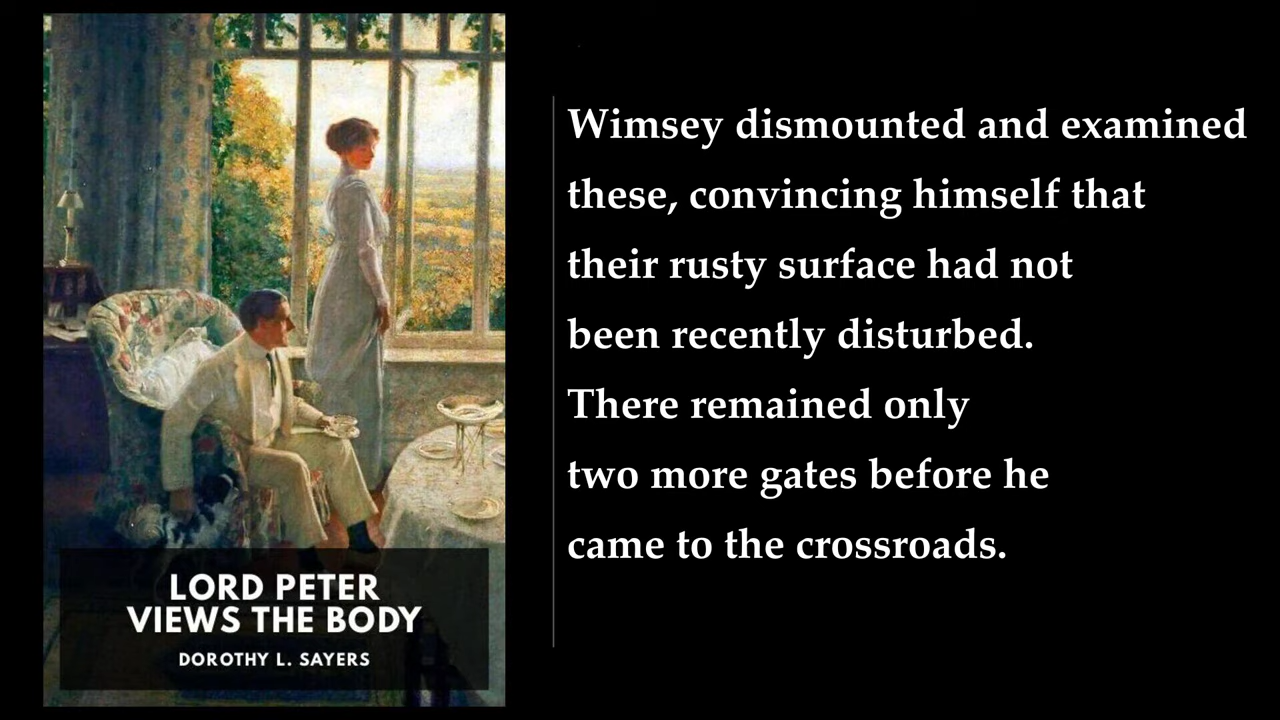 LORD PETER
VIEWS THE BODY
DOROTHY L. SAYERS
Wimsey dismounted and examined
these, convincing himself that
their rusty surface had not
been recently disturbed.
There remained only
two more gates before he
came to the crossroads.